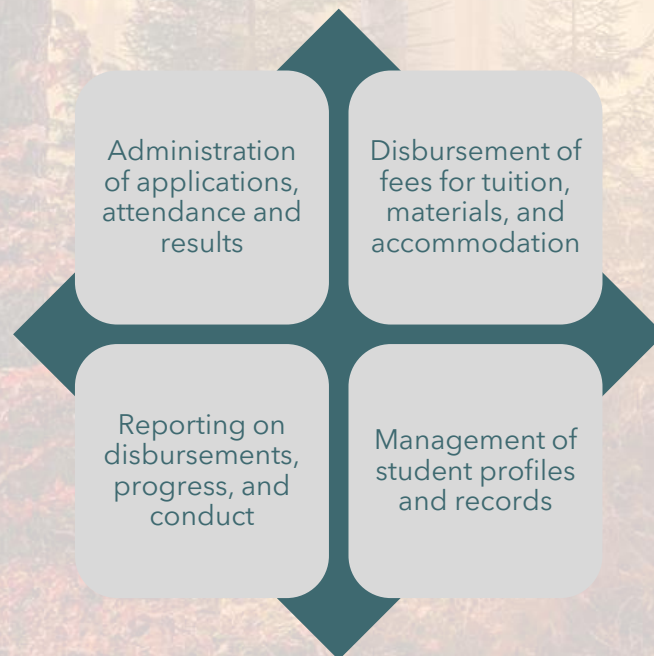 Administration
of applications,
attendance and
results
Disbursement of
fees for tuition,
materials, and
accommodation
Reporting on
disbursements,
progress, and
conduct
Management of
student profiles
and records